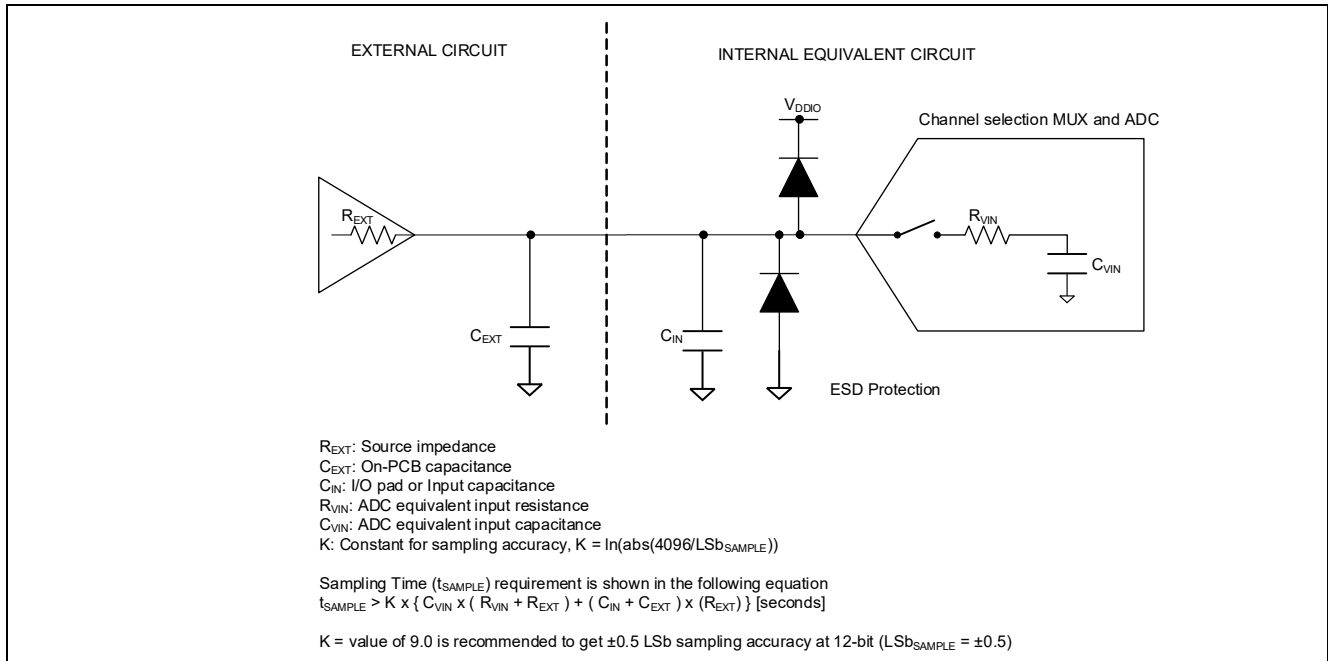 EXTERNAL CIRCUIT
INTERNAL EQUIVALENT CIRCUIT
VDDIO
Channel selection MUX and ADC
REXT
RVIN
CVIN
CEXT
CIN
ESD Protection
REXT: Source impedance
CEXT: On-PCB capacitance
CIN: I/O pad or Input capacitance
RVIN: ADC equivalent input resistance
CVIN: ADC equivalent input capacitance
K: Constant for sampling accuracy, K = ln(abs(4096/LSbSAMPLE))
Sampling Time (tSAMPLE) requirement is shown in the following equation
tSAMPLE > K x { CVIN x ( RVIN + REXT ) + ( CIN + CEXT ) x (REXT) } [seconds]
K = value of 9.0 is recommended to get ±0.5 LSb sampling accuracy at 12-bit (LSbSAMPLE = ±0.5)